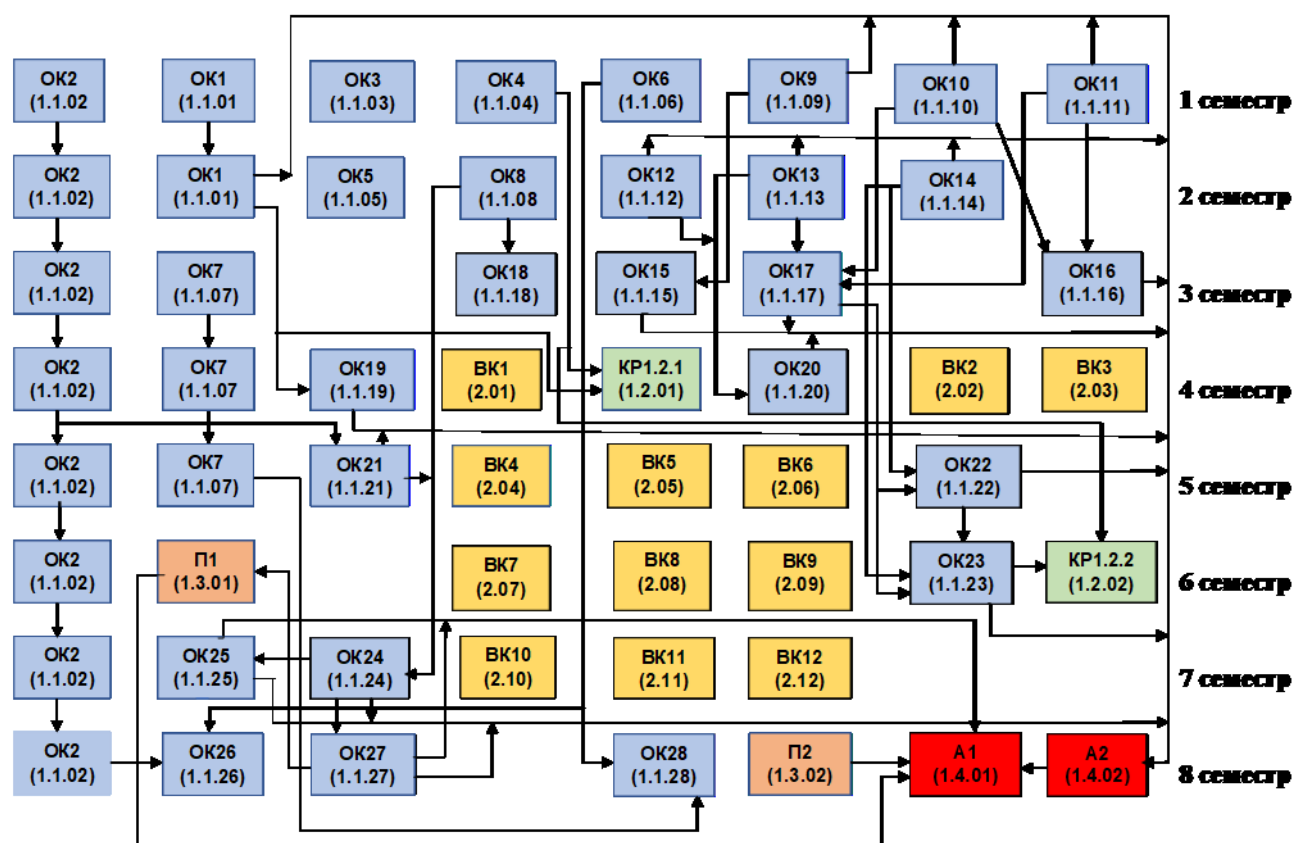 ОК2
(1.1.02
ОК1
(1.1.01
ОК3
(1.1.03)
ОК4
(1.1.04)
ОК6
(1.1.06)
ОК9
(1.1.09)
ОК10
(1.1.10)
ОК11
(1.1.11)
1 семестр
ОК2
(1.1.02)
ОК1
(1.1.01)
ОК5
(1.1.05)
ОК8
(1.1.08
ОК12
(1.1.12)
ОК13
(1.1.13
ОК14
(1.1.14)
2 семестр
ОК2
(1.1.02)
ОК7
(1.1.07)
ОК18
(1.1.18)
ОК15
(1.1.15)
ОК17
(1.1.17)
ОК16
(1.1.16)
3 семестр
ОК2
(1.1.02)
ОК7
(1.1.07
ОК19
(1.1.19)
ВК1
(2.01)
КР1.2.1
(1.2.01)
ОК20
(1.1.20)
ВК2
(2.02)
ВК3
(2.03)
4 семестр
ОК2
(1.1.02)
ОК7
(1.1.07)
ОК21
(1.1.21)
ВК4
(2.04)
ВК5
(2.05)
ВК6
(2.06)
ОК22
(1.1.22)
5 семестр
ОК2
(1.1.02)
П1
(1.3.01)
ВК7
(2.07)
ВК8
(2.08)
ВК9
(2.09)
ОК23
(1.1.23)
КР1.2.2
(1.2.02)
6 семестр
ОК2
(1.1.02)
ОК25
(1.1.25)
ОК24
(1.1.24)
ВК10
(2.10)
ВК11
(2.11)
ВК12
(2.12)
7 семестр
ОК2
(1.1.02)
ОК26
(1.1.26)
ОК27
(1.1.27)
ОК28
(1.1.28)
П2
(1.3.02)
А1
(1.4.01)
А2
(1.4.02)
8 семестр